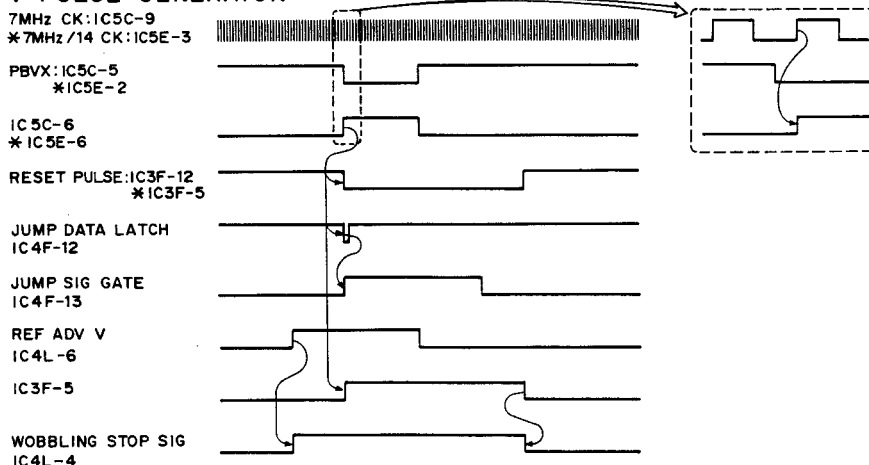 7MHz CK:IC5C-9
*7MHz/14 CK:IC5E-3
PBVX:IC5C-5
*IC5E-2
IC5C-6
*IC5E-6
RESET PULSE:IC3F-12
*IC3F-5
JUMP DATA LATCH
IC4F-12
JUMP SIG GATE
IC4F-13
REF ADV V
IC4L-6
IC3F-5
WOBBLING STOP SIG
IC4L-4